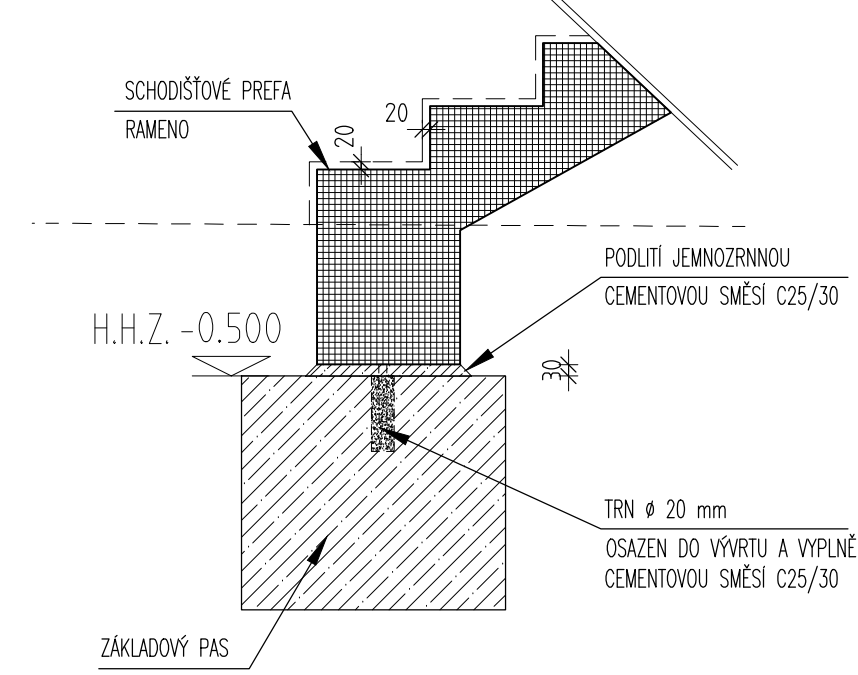 SCHODIŠŤOVÉ PREFA
RAMENO
20
20
PODLITÍ JEMNOZRNNOU
CEMENTOVOU SMĚSÍ C25/30
H.H.Z. -0.500
30
TRN ø 20 mm
OSAZEN DO VÝVRTU A VYPLNĚ
CEMENTOVOU SMĚSÍ C25/30
ZÁKLADOVÝ PAS